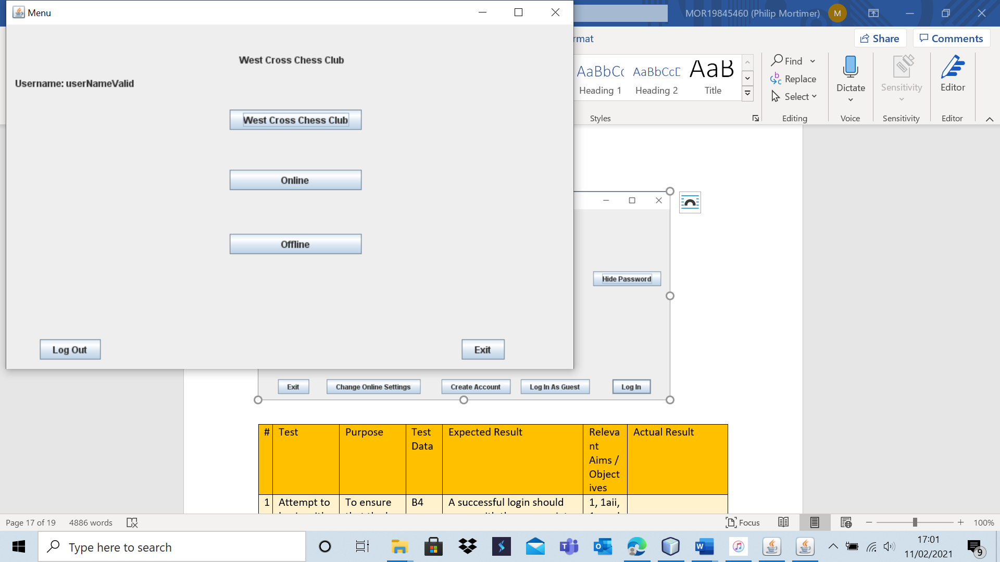 Menu
West Cross Chess Club
Username: userNameValid
West Cross Chess Club
Online
Offline
Log Out
Exit
MOR19845460 (Philip Mortimer)
M
rmat
Share
Comments
AaBbCc
AaBbCcD
AaB
Heading 1
Heading 2
Title
Find
Replace
Select
Dictate
Sensitivity
Editor
Styles
Editing
Voice
Sensitivity
Editor
Hide Password
Exit
Change Online Settings
Create Account
Log In As Guest
Log In
# Test Purpose Test Expected Result Releva Actual Result
Data nt
Aims /
Object
ives
1 Attempt to To ensure B4 A successful login should 1, 1aii,
Page 17 of 19
4886 words
Focus
100%
Type here to search
17:01
11/02/2021
9